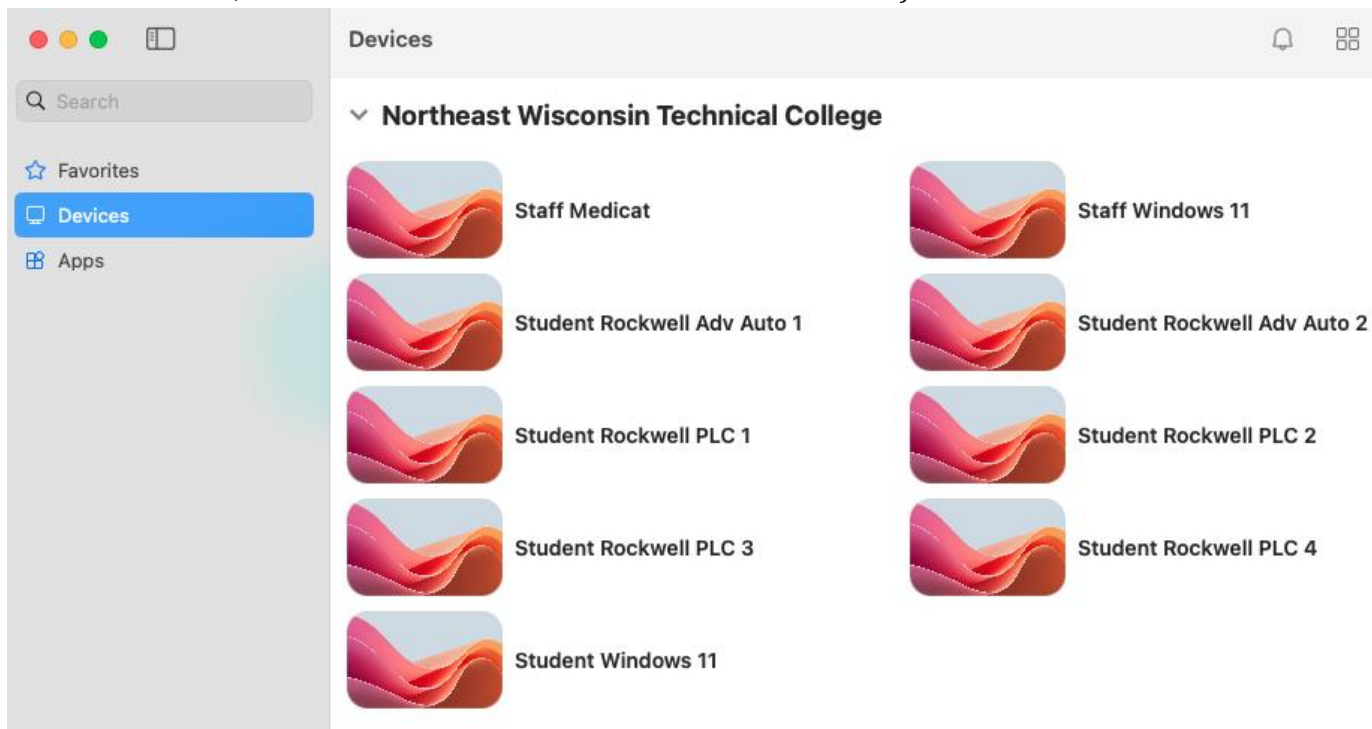 Devices
Search
Northeast Wisconsin Technical College
Favorites
Devices
Apps
Staff Medicat
Staff Windows 11
Student Rockwell Adv Auto 1
Student Rockwell Adv Auto 2
Student Rockwell PLC 1
Student Rockwell PLC 2
Student Rockwell PLC 3
Student Rockwell PLC 4
Student Windows 11